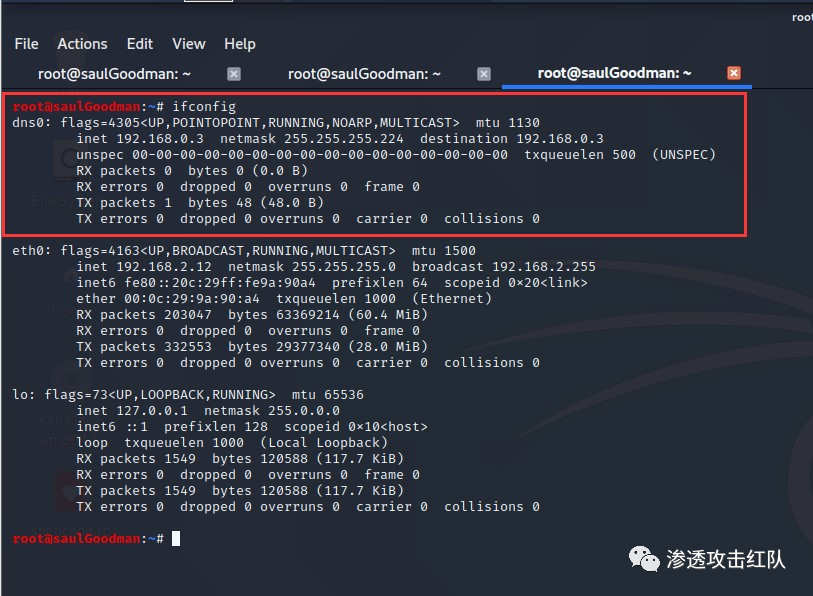 root
File Actions Edit View Help
root@saulGoodman: ~ root@saulGoodman: ~ root@saulGoodman: ~
root@saulGoodman:~# ifconfig
dns0: flags=4305<UP,POINTOPOINT,RUNNING,NOARP,MULTICAST>  mtu 1130
        inet 192.168.0.3  netmask 255.255.255.224  destination 192.168.0.3
        unspec 00-00-00-00-00-00-00-00-00-00-00-00-00-00-00-00  txqueuelen 500  (UNSPEC)
        RX packets 0  bytes 0 (0.0 B)
        RX errors 0  dropped 0  overruns 0  frame 0
        TX packets 1  bytes 48 (48.0 B)
        TX errors 0  dropped 0 overruns 0  carrier 0  collisions 0
eth0: flags=4163<UP,BROADCAST,RUNNING,MULTICAST>  mtu 1500
        inet 192.168.2.12  netmask 255.255.255.0  broadcast 192.168.2.255
        inet6 fe80::20c:29ff:fe9a:90a4  prefixlen 64  scopeid 0×20<link>
        ether 00:0c:29:9a:90:a4  txqueuelen 1000  (Ethernet)
        RX packets 203047  bytes 63369214 (60.4 MiB)
        RX errors 0  dropped 0  overruns 0  frame 0
        TX packets 332553  bytes 29377340 (28.0 MiB)
        TX errors 0  dropped 0 overruns 0  carrier 0  collisions 0
lo: flags=73<UP,LOOPBACK,RUNNING>  mtu 65536
        inet 127.0.0.1  netmask 255.0.0.0
        inet6 ::1  prefixlen 128  scopeid 0×10<host>
        loop  txqueuelen 1000  (Local Loopback)
        RX packets 1549  bytes 120588 (117.7 KiB)
        RX errors 0  dropped 0  overruns 0  frame 0
        TX packets 1549  bytes 120588 (117.7 KiB)
        TX errors 0  dropped 0 overruns 0  carrier 0  collisions 0
root@saulGoodman:~#
渗透攻击红队